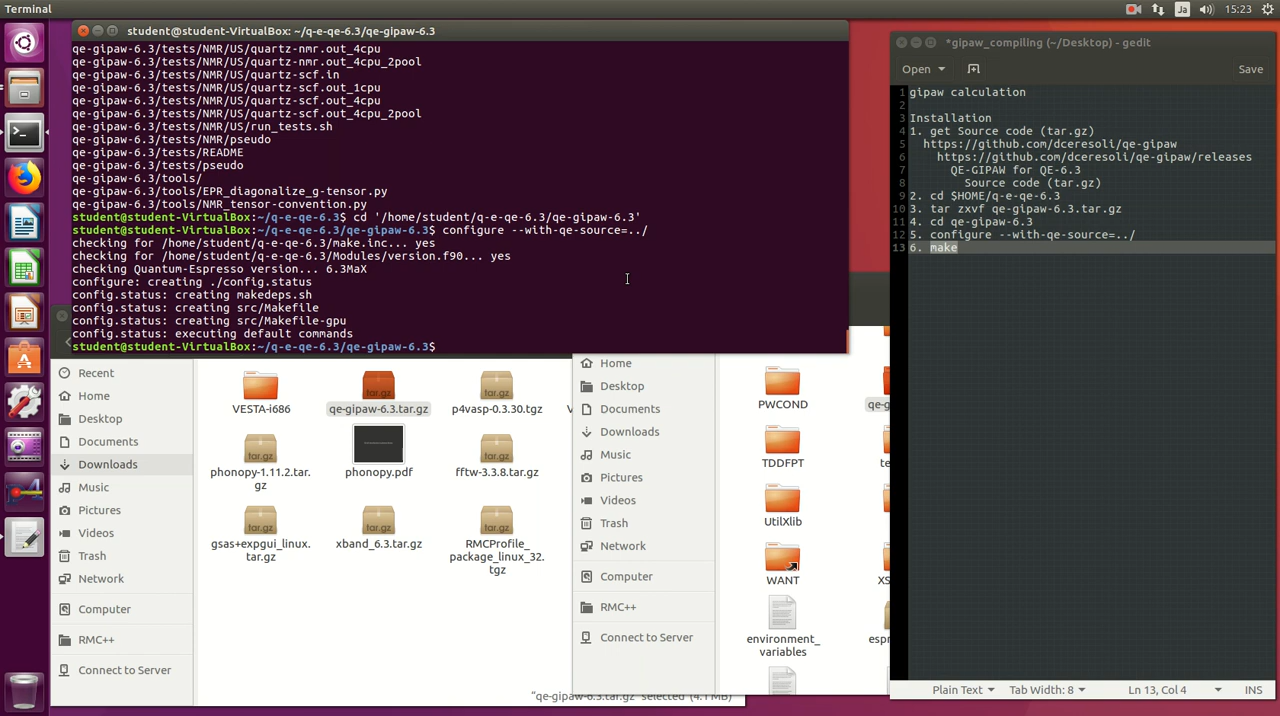 Terminal
Ja
15:23
student@student-VirtualBox: ~/q-e-qe-6.3/qe-gipaw-6.3
qe-gipaw-6.3/tests/NMR/US/quartz-nmr.out_4cpu
qe-gipaw-6.3/tests/NMR/US/quartz-nmr.out_4cpu_2pool
qe-gipaw-6.3/tests/NMR/US/quartz-scf.in
qe-gipaw-6.3/tests/NMR/US/quartz-scf.out_1cpu
qe-gipaw-6.3/tests/NMR/US/quartz-scf.out_4cpu
qe-gipaw-6.3/tests/NMR/US/quartz-scf.out_4cpu_2pool
qe-gipaw-6.3/tests/NMR/US/run_tests.sh
qe-gipaw-6.3/tests/NMR/pseudo
qe-gipaw-6.3/tests/README
qe-gipaw-6.3/tests/pseudo
qe-gipaw-6.3/tools/
qe-gipaw-6.3/tools/EPR_diagonalize_g-tensor.py
qe-gipaw-6.3/tools/NMR_tensor-convention.py
student@student-VirtualBox:~/q-e-qe-6.3$ cd '/home/student/q-e-qe-6.3/qe-gipaw-6.3'
student@student-VirtualBox:~/q-e-qe-6.3/qe-gipaw-6.3$ configure --with-qe-source=../
checking for /home/student/q-e-qe-6.3/make.inc... yes
checking for /home/student/q-e-qe-6.3/Modules/version.f90... yes
checking Quantum-Espresso version... 6.3MaX
configure: creating ./config.status
config.status: creating makedeps.sh
config.status: creating src/Makefile
config.status: creating src/Makefile-gpu
config.status: executing default commands
student@student-VirtualBox:~/q-e-qe-6.3/qe-gipaw-6.3$
*gipaw_complling (~/Desktop) - gedit
Open
Save
1 gipaw calculation
2
3 Installation
4 1. get Source code (tar.gz)
5 https://github.com/dceresoli/qe-gipaw
6 https://github.com/dceresoli/qe-gipaw/releases
7 QE-GIPAW for QE-6.3
8 Source code (tar.gz)
9 2. cd $HOME/q-e-qe-6.3
10 3. tar zxvf qe-gipaw-6.3.tar.gz
11 4. cd qe-gipaw-6.3
12 5. configure --with-qe-source=../
13 6. make
Plain Text
Tab Width: 8
Ln 13, Col 4
INS
Recent
Home
Desktop
Documents
Downloads
Music
Pictures
Videos
Trash
Network
Computer
RMC++
Connect to Server
VESTA-i686
qe-gipaw-6.3.tar.gz
p4vasp-0.3.30.tgz
phonopy-1.11.2.tar.
gz
phonopy.pdf
fftw-3.3.8.tar.gz
gsas+expgui_linux.
tar.gz
xband_6.3.tar.gz
RMCProfile_
package_linux_32.
tgz
"qe-gipaw-6.3.tar.gz" selected (4.1 MB)
Home
Desktop
Documents
Downloads
Music
Pictures
Videos
Trash
Network
Computer
RMC++
Connect to Server
PWCOND
TDDFPT
UtilXlib
WANT
environment_
variables
qe-g
te
XS
espr